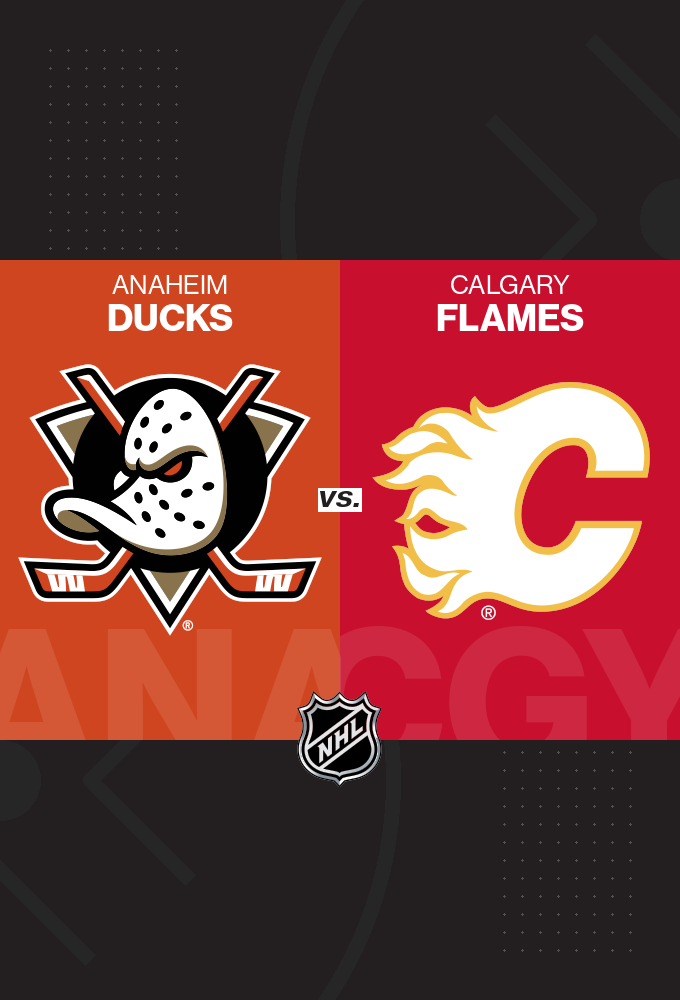 ANAHEIM
DUCKS
CALGARY
FLAMES
vs.
®
®
ANA
CGY
NHL